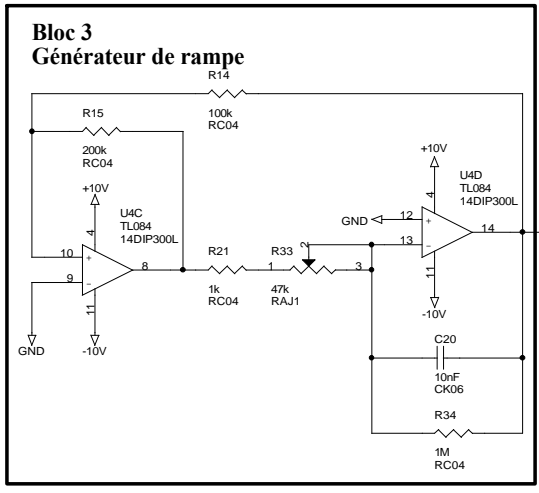 Bloc 3
Générateur de rampe
R14
100k
RC04
R15
200k
RC04
+10V
4
U4C
TL084
14DIP300L
10
+
9
-
8
11
GND
-10V
R21
1k
RC04
1
R33
2
3
47k
RAJ1
+10V
4
U4D
TL084
14DIP300L
GND
12
+
13
-
14
11
-10V
C20
10nF
CK06
R34
1M
RC04